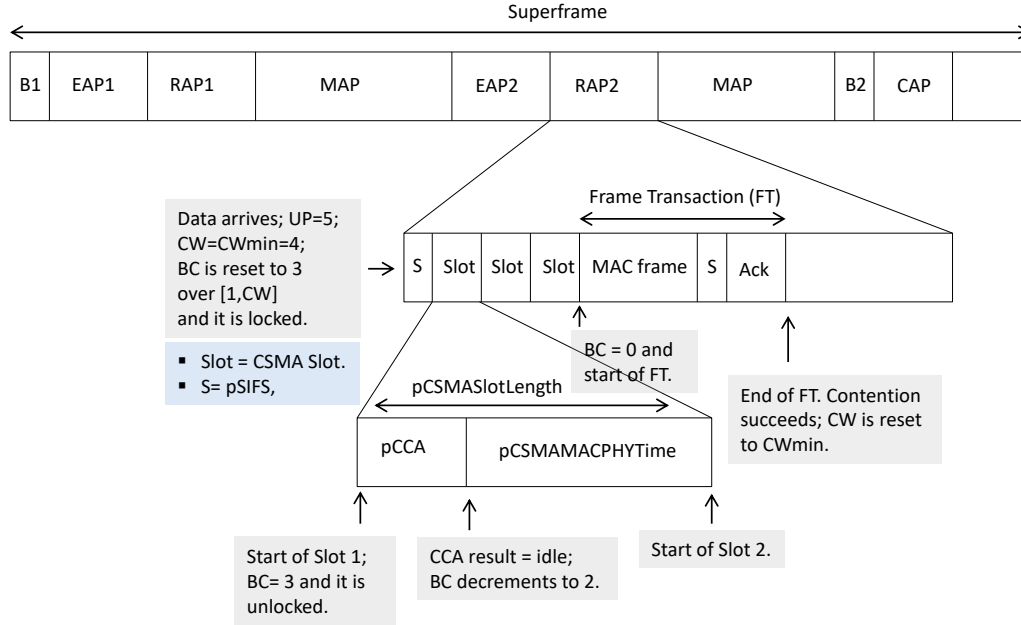 Superframe
B1 EAP1 RAP1 MAP EAP2 RAP2 MAP B2 CAP
Frame Transaction (FT)
Data arrives; UP=5;
CW=CWmin=4;
BC is reset to 3
over [1,CW]
and it is locked.
S Slot Slot Slot MAC frame S Ack
▪ Slot = CSMA Slot.
▪ S= pSIFS,
BC = 0 and
start of FT.
End of FT. Contention
succeeds; CW is reset
to CWmin.
pCSMASlotLength
pCCA pCSMAMACPHYTime
Start of Slot 1;
BC= 3 and it is
unlocked.
CCA result = idle;
BC decrements to 2.
Start of Slot 2.